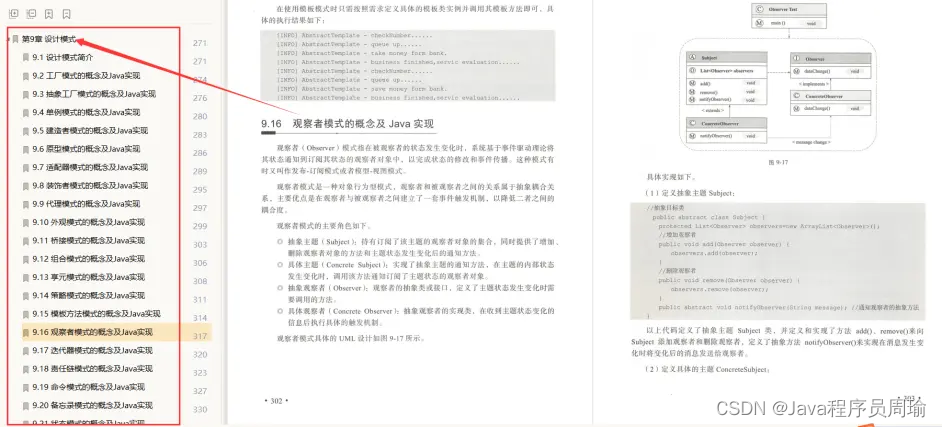 第9章 设计模式
271
9.1 设计模式简介
271
9.2 工厂模式的概念及Java实现
274
9.3 抽象工厂模式的概念及Java实现
276
9.4 单例模式的概念及Java实现
280
9.5 建造者模式的概念及Java实现
283
9.6 原型模式的概念及Java实现
286
9.7 适配器模式的概念及Java实现
289
9.8 装饰者模式的概念及Java实现
295
9.9 代理模式的概念及Java实现
297
9.10 外观模式的概念及Java实现
299
9.11 桥接模式的概念及Java实现
303
9.12 组合模式的概念及Java实现
306
9.13 享元模式的概念及Java实现
308
9.14 策略模式的概念及Java实现
311
9.15 模板方法模式的概念及Java实现
314
9.16 观察者模式的概念及Java实现
317
9.17 迭代器模式的概念及Java实现
320
9.18 责任链模式的概念及Java实现
323
9.19 命令模式的概念及Java实现
327
9.20 备忘录模式的概念及Java实现
330
9.21 状态模式的概念及Java实现
在使用模板模式时只需按照需求定义具体的模板类实例并调用其模板方法即可，具
体的执行结果如下：
[INFO] AbstractTemplate - checkNumber......
[INFO] AbstractTemplate - queue up......
[INFO] AbstractTemplate - take money form bank.
[INFO] AbstractTemplate - business finished,servic evaluation......
[INFO] AbstractTemplate - checkNumber......
[INFO] AbstractTemplate - queue up......
[INFO] AbstractTemplate - save money form bank.
[INFO] AbstractTemplate - business finished,servic evaluation......
9.16 观察者模式的概念及 Java 实现
观察者（Observer）模式指在被观察者的状态发生变化时，系统基于事件驱动理论将
其状态通知到订阅其状态的观察者对象中，以完成状态的修改和事件传播。这种模式有
时又叫作发布-订阅模式或者模型-视图模式。
观察者模式是一种对象行为型模式，观察者和被观察者之间的关系属于抽象耦合关
系，主要优点是在观察者与被观察者之间建立了一套事件触发机制，以降低二者之间的
耦合度。
观察者模式的主要角色如下。
◎ 抽象主题（Subject）：持有订阅了该主题的观察者对象的集合，同时提供了增加、
删除观察者对象的方法和主题状态发生变化后的通知方法。
◎ 具体主题（Concrete Subject）：实现了抽象主题的通知方法，在主题的内部状态
发生变化时，调用该方法通知订阅了主题状态的观察者对象。
◎ 抽象观察者（Observer）：观察者的抽象类或接口，定义了主题状态发生变化时需
要调用的方法。
◎ 具体观察者（Concrete Observer）：抽象观察者的实现类，在收到主题状态变化的
信息后执行具体的触发机制。
观察者模式具体的 UML 设计如图 9-17 所示。
• 302 •
Observer Test
main ()
void
Subject
List<Observer> observers
add()
void
remove()
void
notifyObserver()
void
Observer
dataChange()
void
< implements >
< extends >
ConcreteObserver
dataChange()
void
ConcreteObserver
notifyObserver()
void
< message change >
图 9-17
具体实现如下。
（1）定义抽象主题 Subject：
//抽象目标类
public abstract class Subject {
protected List<Observer> observers=new ArrayList<Observer>();
//增加观察者
public void add(Observer observer) {
observers.add(observer);
}
//删除观察者
public void remove(Observer observer) {
observers.remove(observer);
}
public abstract void notifyObserver(String message); //通知观察者的抽象方法
}
以上代码定义了抽象主题 Subject 类，并定义和实现了方法 add()、remove()来向
Subject 添加观察者和删除观察者，定义了抽象方法 notifyObserver()来实现在消息发生变
化时将变化后的消息发送给观察者。
（2）定义具体的主题 ConcreteSubject：
• 303 •
CSDN @Java程序员周瑜